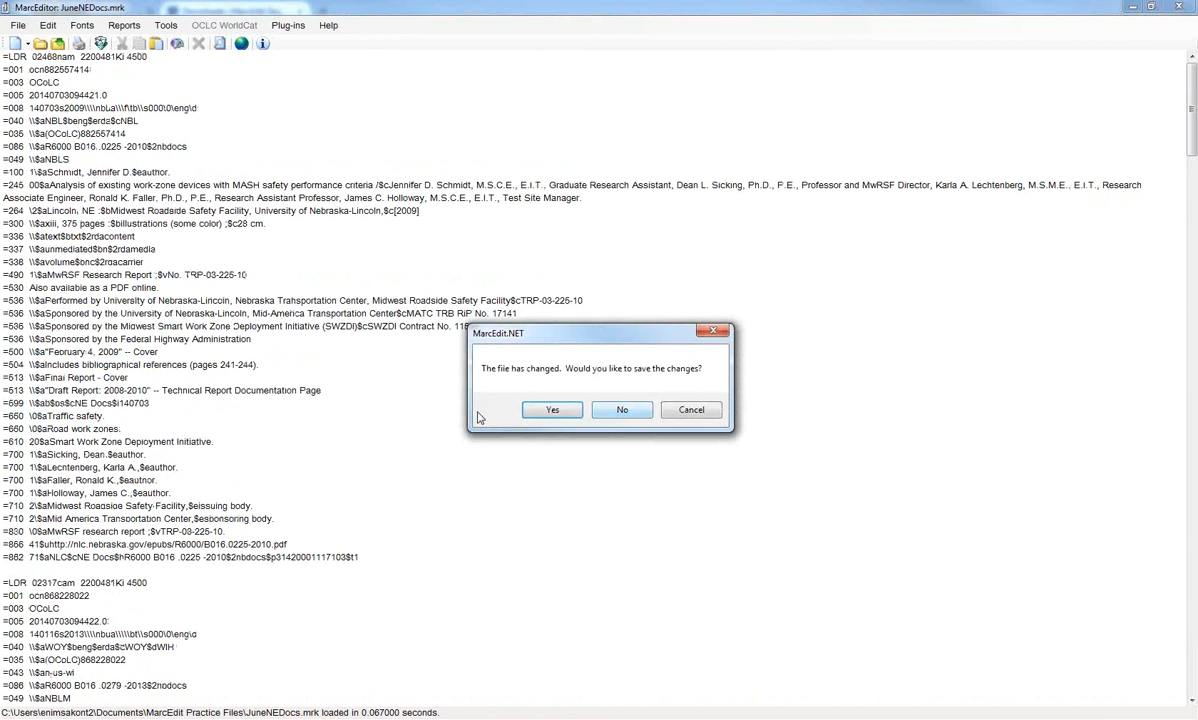 MarcEditor: JuneNEDocs.mrk
File Edit Fonts Reports Tools OCLC WorldCat Plug-ins Help
=LDR 02468nam 2200481Ki 4500
=001 ocn882557414
=003 OCoLC
=005 20140703094421.0
=008 140703s2009\\\\nbua\\\f\tb\\s000\0\eng\d
=040 \\$aNBL$beng$erda$cNBL
=035 \\$a(OCoLC)882557414
=086 \\$aR6000 B016 .0225 -2010$2nbdocs
=049 \\$aNBLS
=100 1\$aSchmidt, Jennifer D.$eauthor.
=245 00$aAnalysis of existing work-zone devices with MASH safety performance criteria /$cJennifer D. Schmidt, M.S.C.E., E.I.T., Graduate Research Assistant, Dean L. Sicking, Ph.D., P.E., Professor and MwRSF Director, Karla A. Lechtenberg, M.S.M.E., E.I.T., Research
Associate Engineer, Ronald K. Faller, Ph.D., P.E., Research Assistant Professor, James C. Holloway, M.S.C.E., E.I.T., Test Site Manager.
=264 \2$aLincoln, NE :$bMidwest Roadside Safety Facility, University of Nebraska-Lincoln,$c[2009]
=300 \\$axiii, 375 pages :$billustrations (some color) ;$c28 cm.
=336 \\$atext$btxt$2rdacontent
=337 \\$aunmediated$bn$2rdamedia
=338 \\$avolume$bnc$2rdacarrier
=490 1\$aMwRSF Research Report ;$vNo. TRP-03-225-10
=530 Also available as a PDF online.
=536 \\$aPerformed by University of Nebraska-Lincoln, Nebraska Transportation Center, Midwest Roadside Safety Facility$cTRP-03-225-10
=536 \\$aSponsored by the University of Nebraska-Lincoln, Mid-America Transportation Center$cMATC TRB RiP No. 17141
=536 \\$aSponsored by the Midwest Smart Work Zone Deployment Initiative (SWZDI)$cSWZDI Contract No.
=536 \\$aSponsored by the Federal Highway Administration
=500 \\$a"February 4, 2009" -- Cover
=504 \\$aIncludes bibliographical references (pages 241-244).
=513 \\$aFinal Report - Cover
=513 \\$a"Draft Report: 2008-2010" -- Technical Report Documentation Page
=699 \\$ab$ps$cNE Docs$i140703
=650 \0$aTraffic safety.
=650 \0$aRoad work zones.
=610 20$aSmart Work Zone Deployment Initiative.
=700 1\$aSicking, Dean.$eauthor.
=700 1\$aLechtenberg, Karla A.,$eauthor.
=700 1\$aFaller, Ronald K.,$eauthor.
=700 1\$aHolloway, James C.,$eauthor.
=710 2\$aMidwest Roadside Safety Facility,$eissuing body.
=710 2\$aMid America Transportation Center,$esponsoring body.
=830 \0$aMwRSF research report ;$vTRP-03-225-10.
=856 41$uhttp://nlc.nebraska.gov/epubs/R6000/B016.0225-2010.pdf
=852 71$aNLC$cNE Docs$hR6000 B016 .0225 -2010$2nbdocs$p31420001117103$t1
MarcEdit.NET
The file has changed. Would you like to save the changes?
Yes No Cancel
=LDR 02317cam 2200481Ki 4500
=001 ocn868228022
=003 OCoLC
=005 20140703094422.0
=008 140116s2013\\\\nbua\\\\\bt\\s000\0\eng\d
=040 \\$aWOY$beng$erda$cWOY$dWIH
=035 \\$a(OCoLC)868228022
=043 \\$an-us-wi
=086 \\$aR6000 B016 .0279 -2013$2nbdocs
=049 \\$aNBLM
C:\Users\enimsakont2\Documents\MarcEdit Practice Files\JuneNEDocs.mrk loaded in 0.067000 seconds.